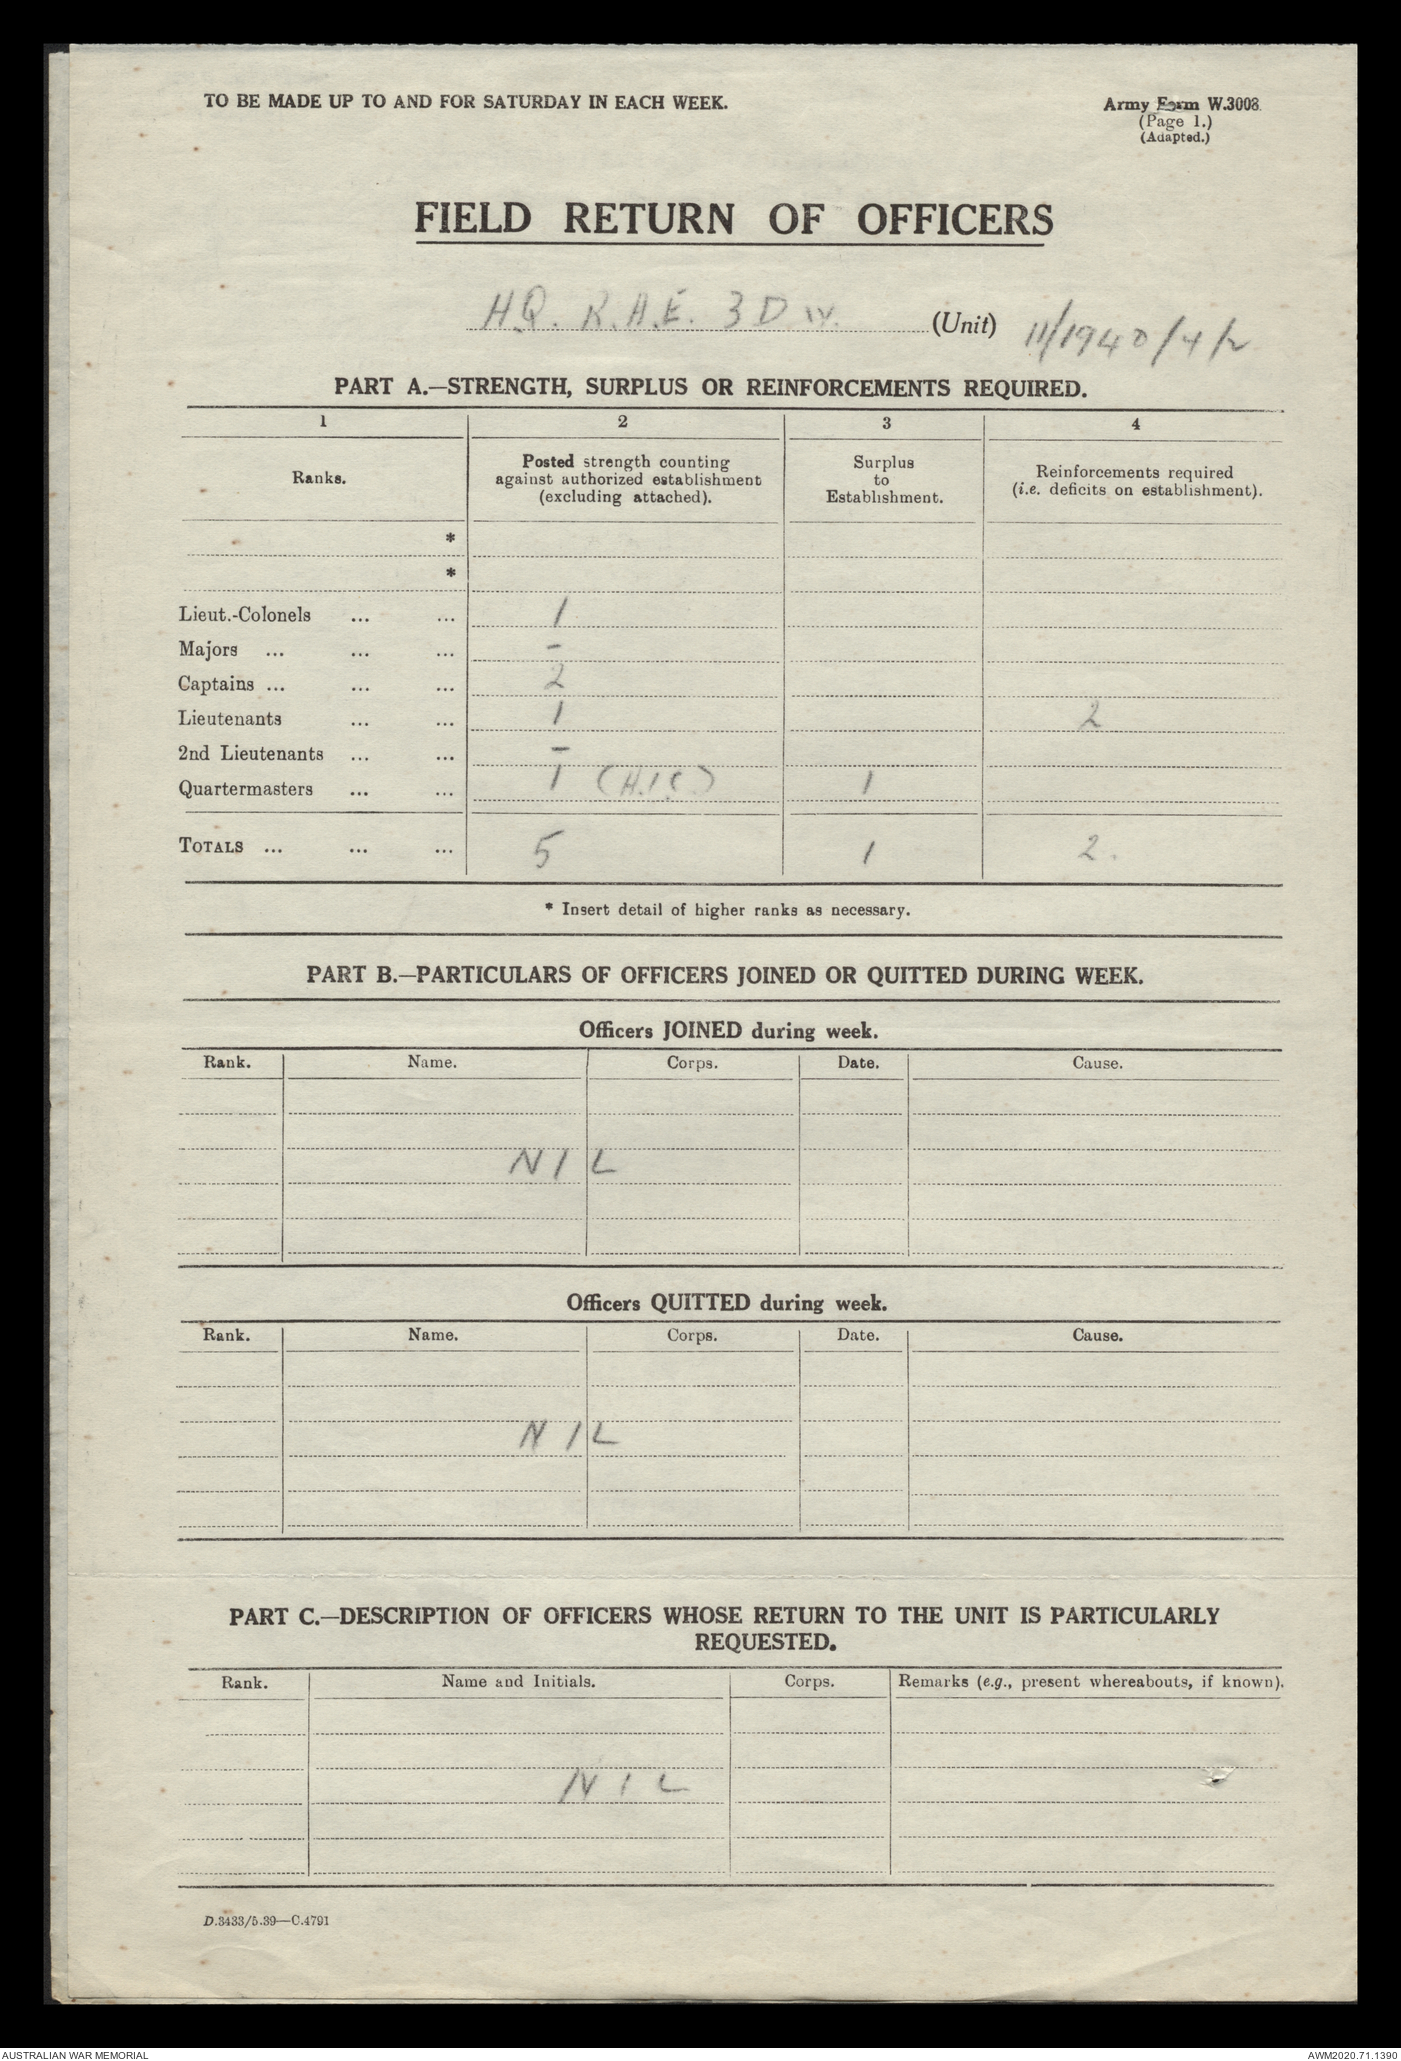 TO BE MADE UP TO AND FOR SATURDAY IN EACH WEEK.
Army Form W.3008.
(Page 1.)
(Adapted.)
FIELD RETURN OF OFFICERS
H.Q. R.A.E. 3 Div. (Unit) 11/1940/4/2
PART A.—STRENGTH, SURPLUS OR REINFORCEMENTS REQUIRED.
1 2 3 4
Ranks.
Posted strength counting
against authorized establishment
(excluding attached).
Surplus
to
Establishment.
Reinforcements required
(i.e. deficits on establishment).
*
*
Lieut.-Colonels ... ... 1
Majors ... ... ... -
Captains ... ... ... 2
Lieutenants ... ... 1 2
2nd Lieutenants ... ... -
Quartermasters ... ... 1 1
TOTALS ... ... ... 5 1 2.
* Insert detail of higher ranks as necessary.
PART B.—PARTICULARS OF OFFICERS JOINED OR QUITTED DURING WEEK.
Officers JOINED during week.
Rank. Name. Corps. Date. Cause.
NIL
Officers QUITTED during week.
Rank. Name. Corps. Date. Cause.
NIL
PART C.—DESCRIPTION OF OFFICERS WHOSE RETURN TO THE UNIT IS PARTICULARLY
REQUESTED.
Rank. Name and Initials. Corps. Remarks (e.g., present whereabouts, if known).
NIL
D.3433/5.39—C.4791
AUSTRALIAN WAR MEMORIAL
AWM2020.71.1390